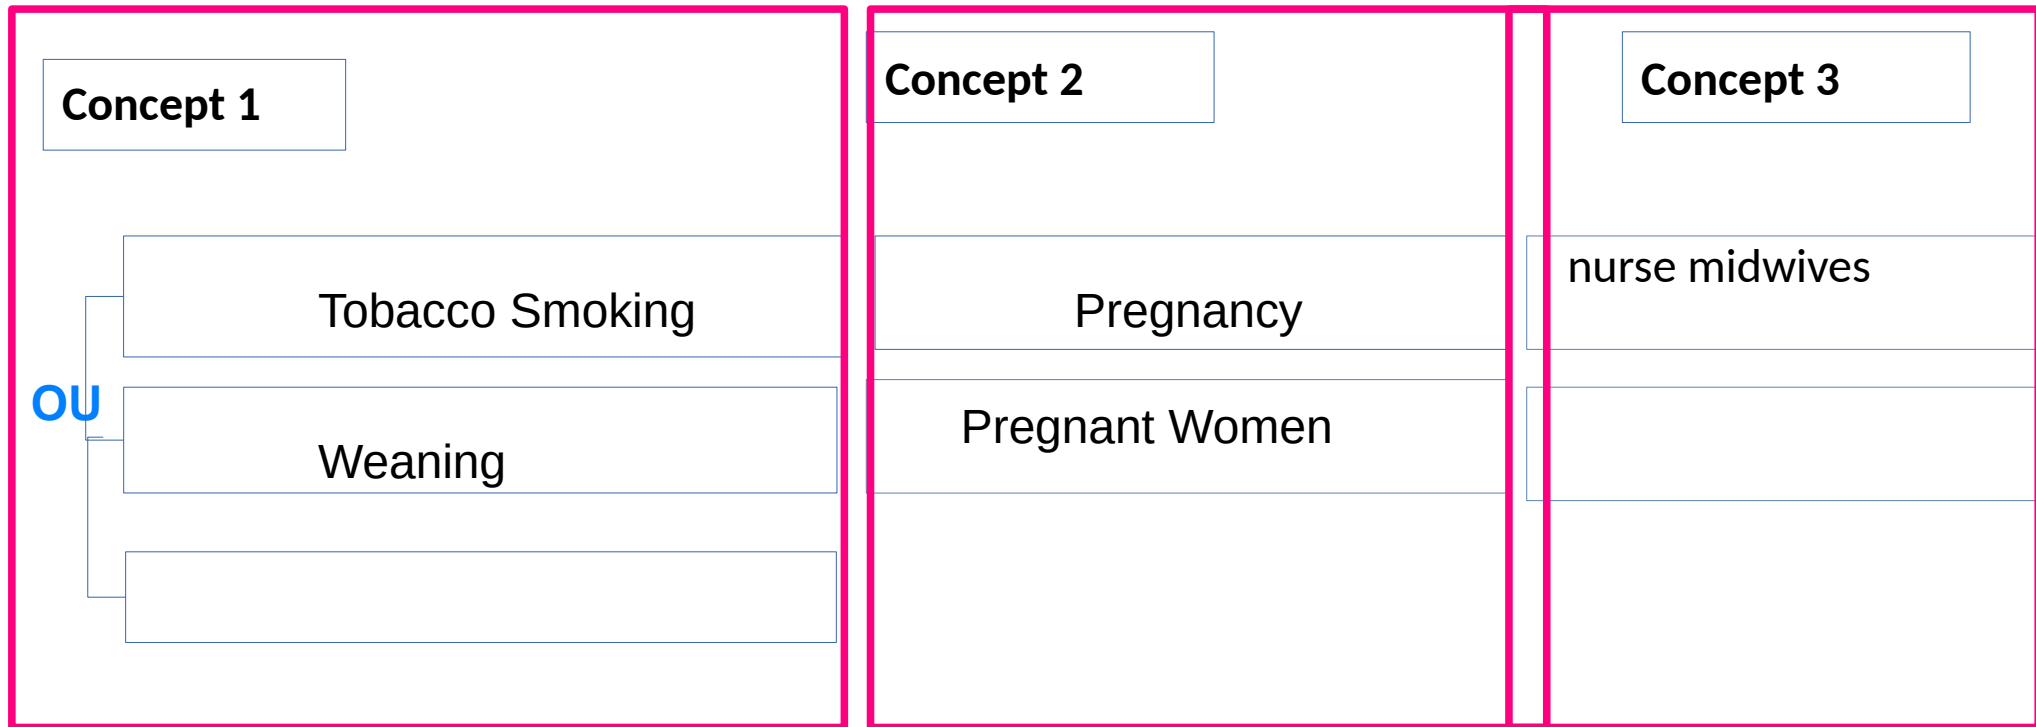 Concept 1
Concept 2
Concept 3
Tobacco Smoking
Pregnancy
nurse midwives
OU
Weaning
Pregnant Women